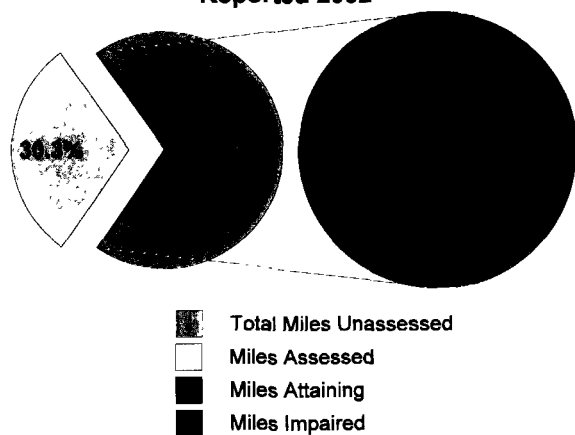 Reported 2002
30.3%
Total Miles Unassessed
Miles Assessed
Miles Attaining
Miles Impaired